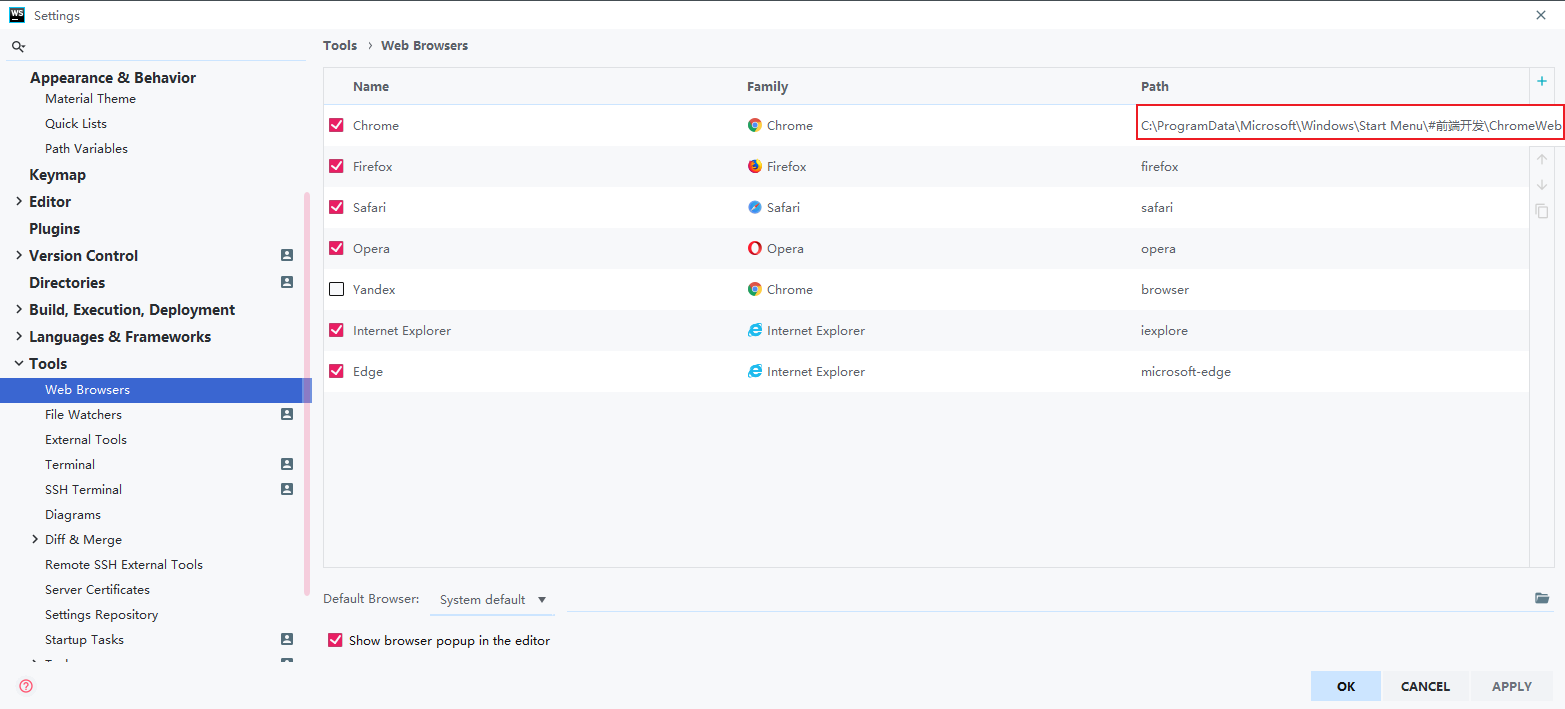 WS Settings
Tools › Web Browsers
Appearance & Behavior
Material Theme
Quick Lists
Path Variables
Keymap
Editor
Plugins
Version Control
Directories
Build, Execution, Deployment
Languages & Frameworks
Tools
Web Browsers
File Watchers
External Tools
Terminal
SSH Terminal
Diagrams
Diff & Merge
Remote SSH External Tools
Server Certificates
Settings Repository
Startup Tasks
Name Family Path
Chrome Chrome C:\ProgramData\Microsoft\Windows\Start Menu\#前端开发\ChromeWeb
Firefox Firefox firefox
Safari Safari safari
Opera Opera opera
Yandex Chrome browser
Internet Explorer Internet Explorer iexplore
Edge Internet Explorer microsoft-edge
Default Browser: System default
Show browser popup in the editor
OK CANCEL APPLY